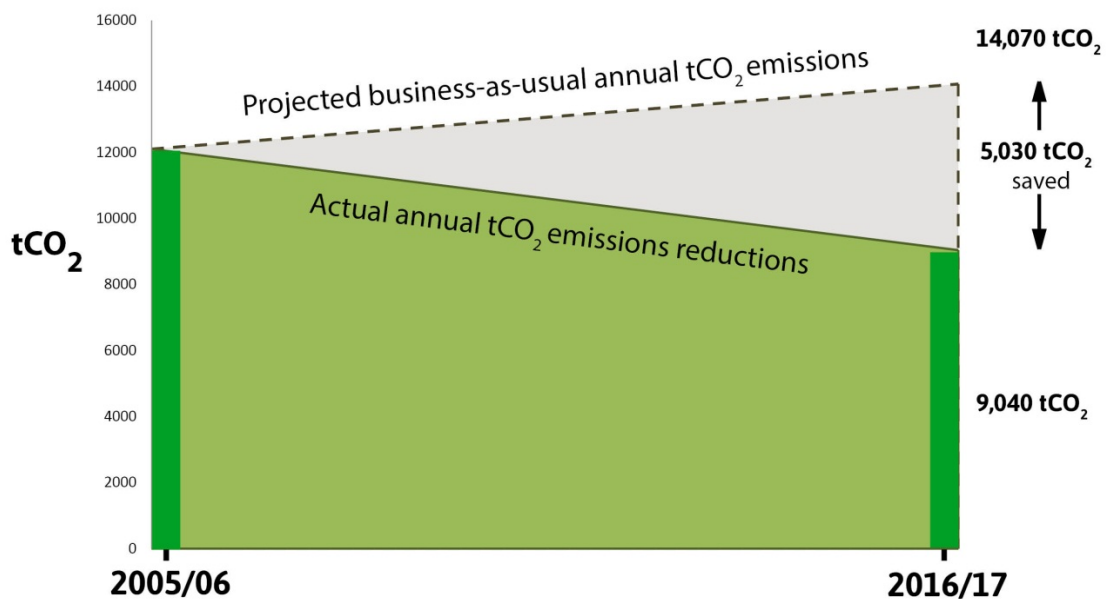 16000
14,070 tCO₂
14000
Projected business-as-usual annual tCO₂ emissions
12000
5,030 tCO₂
saved
10000
Actual annual tCO₂ emissions reductions
tCO₂
8000
6000
9,040 tCO₂
4000
2000
0
2005/06
2016/17